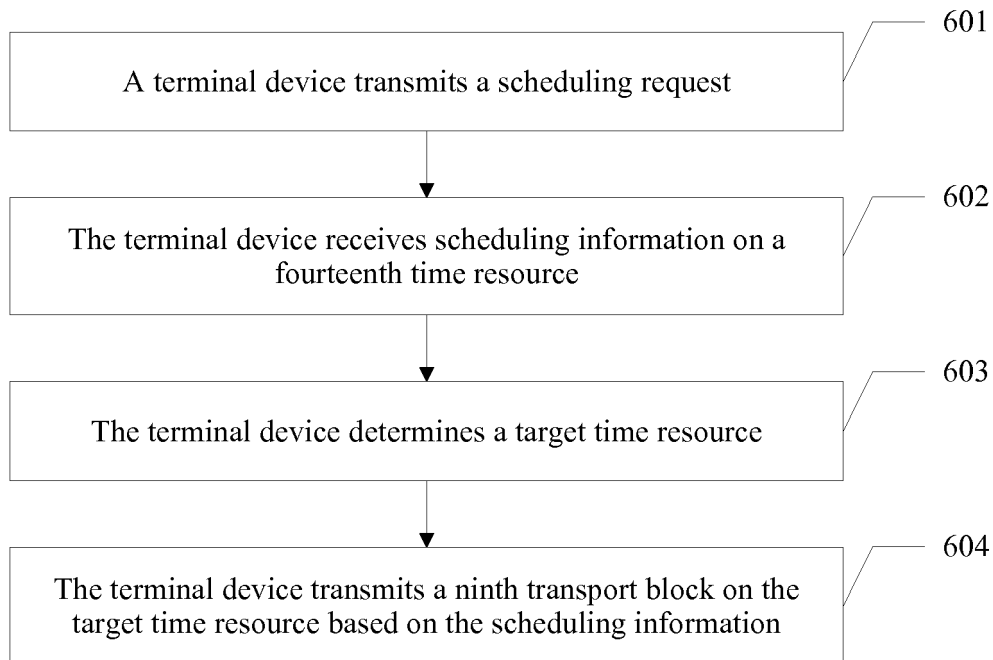 601
A terminal device transmits a scheduling request
602
The terminal device receives scheduling information on a
fourteenth time resource
603
The terminal device determines a target time resource
604
The terminal device transmits a ninth transport block on the
target time resource based on the scheduling information